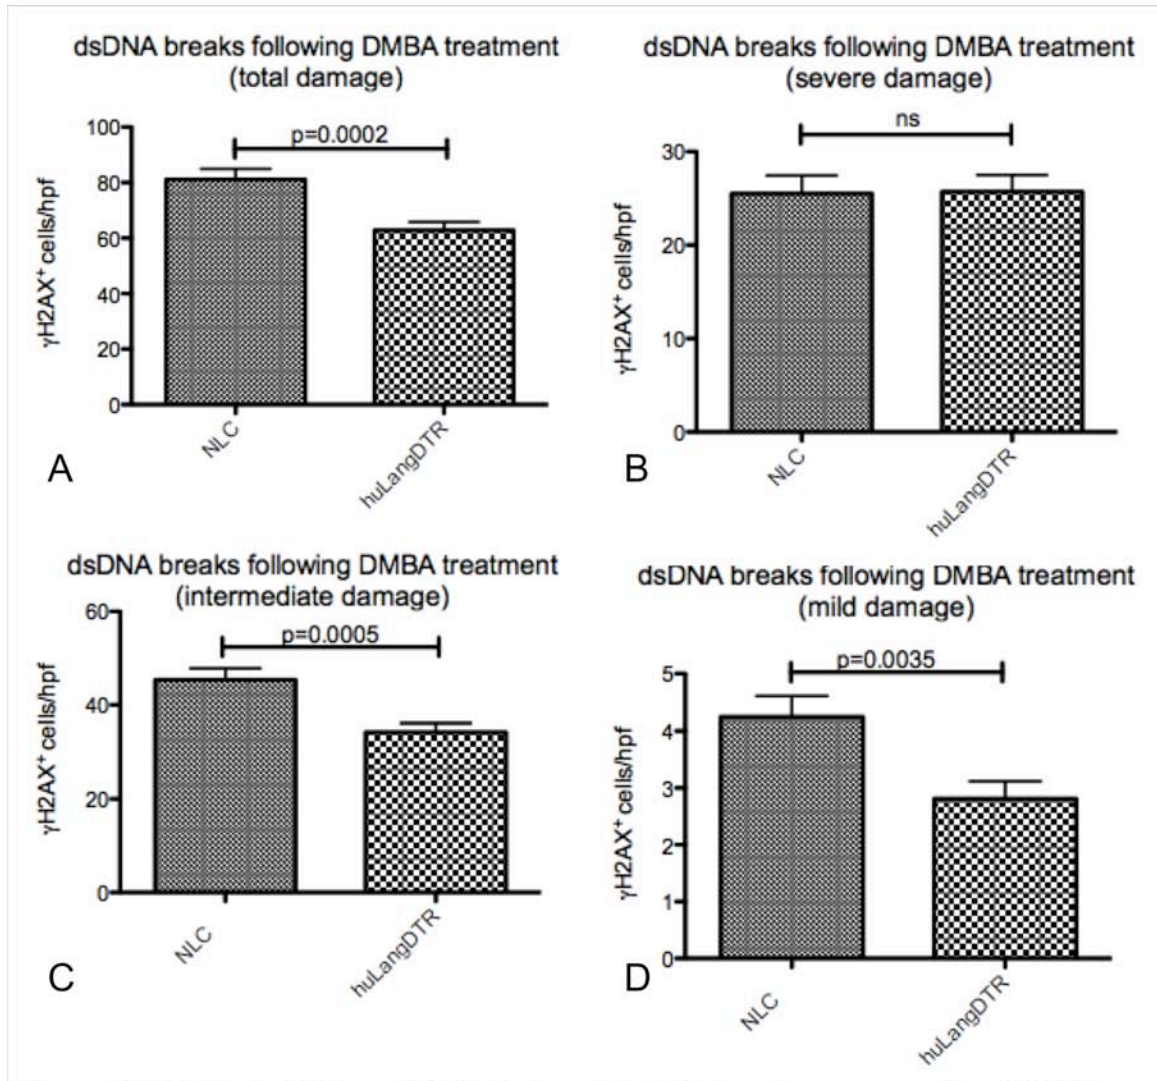 dsDNA breaks following DMBA treatment
(total damage)
p=0.0002
γH2AX⁺ cells/hpf
100
80
60
40
20
0
NLC
huLangDTR
A
dsDNA breaks following DMBA treatment
(severe damage)
ns
γH2AX⁺ cells/hpf
30
20
10
0
NLC
huLangDTR
B
dsDNA breaks following DMBA treatment
(intermediate damage)
p=0.0005
γH2AX⁺ cells/hpf
60
40
20
0
NLC
huLangDTR
C
dsDNA breaks following DMBA treatment
(mild damage)
p=0.0035
γH2AX⁺ cells/hpf
5
4
3
2
1
0
NLC
huLangDTR
D